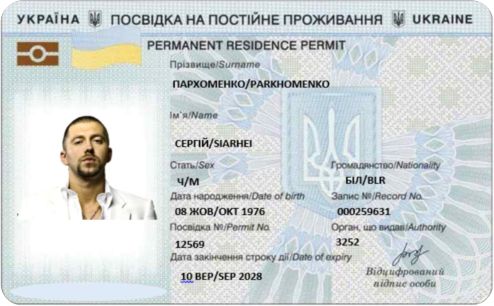 УКРАЇНА ПОСВІДКА НА ПОСТІЙНЕ ПРОЖИВАННЯ UKRAINE
PERMANENT RESIDENCE PERMIT
Прізвище/Surname
ПАРХОМЕНКО/PARKHOMENKO
Ім'я/Name
СЕРГІЙ/SIARHEI
Стать/Sex
Громадянство/Nationality
Ч/М
БІЛ/BLR
Дата народження/Date of birth
Запис №/Record No.
08 ЖОВ/ОКТ 1976
000259631
Посвідка №/Permit No.
Орган, що видав/Authority
12569
3252
Дата закінчення строку дії/Date of expiry
10 ВЕР/SEP 2028
Відцифрований
підпис особи